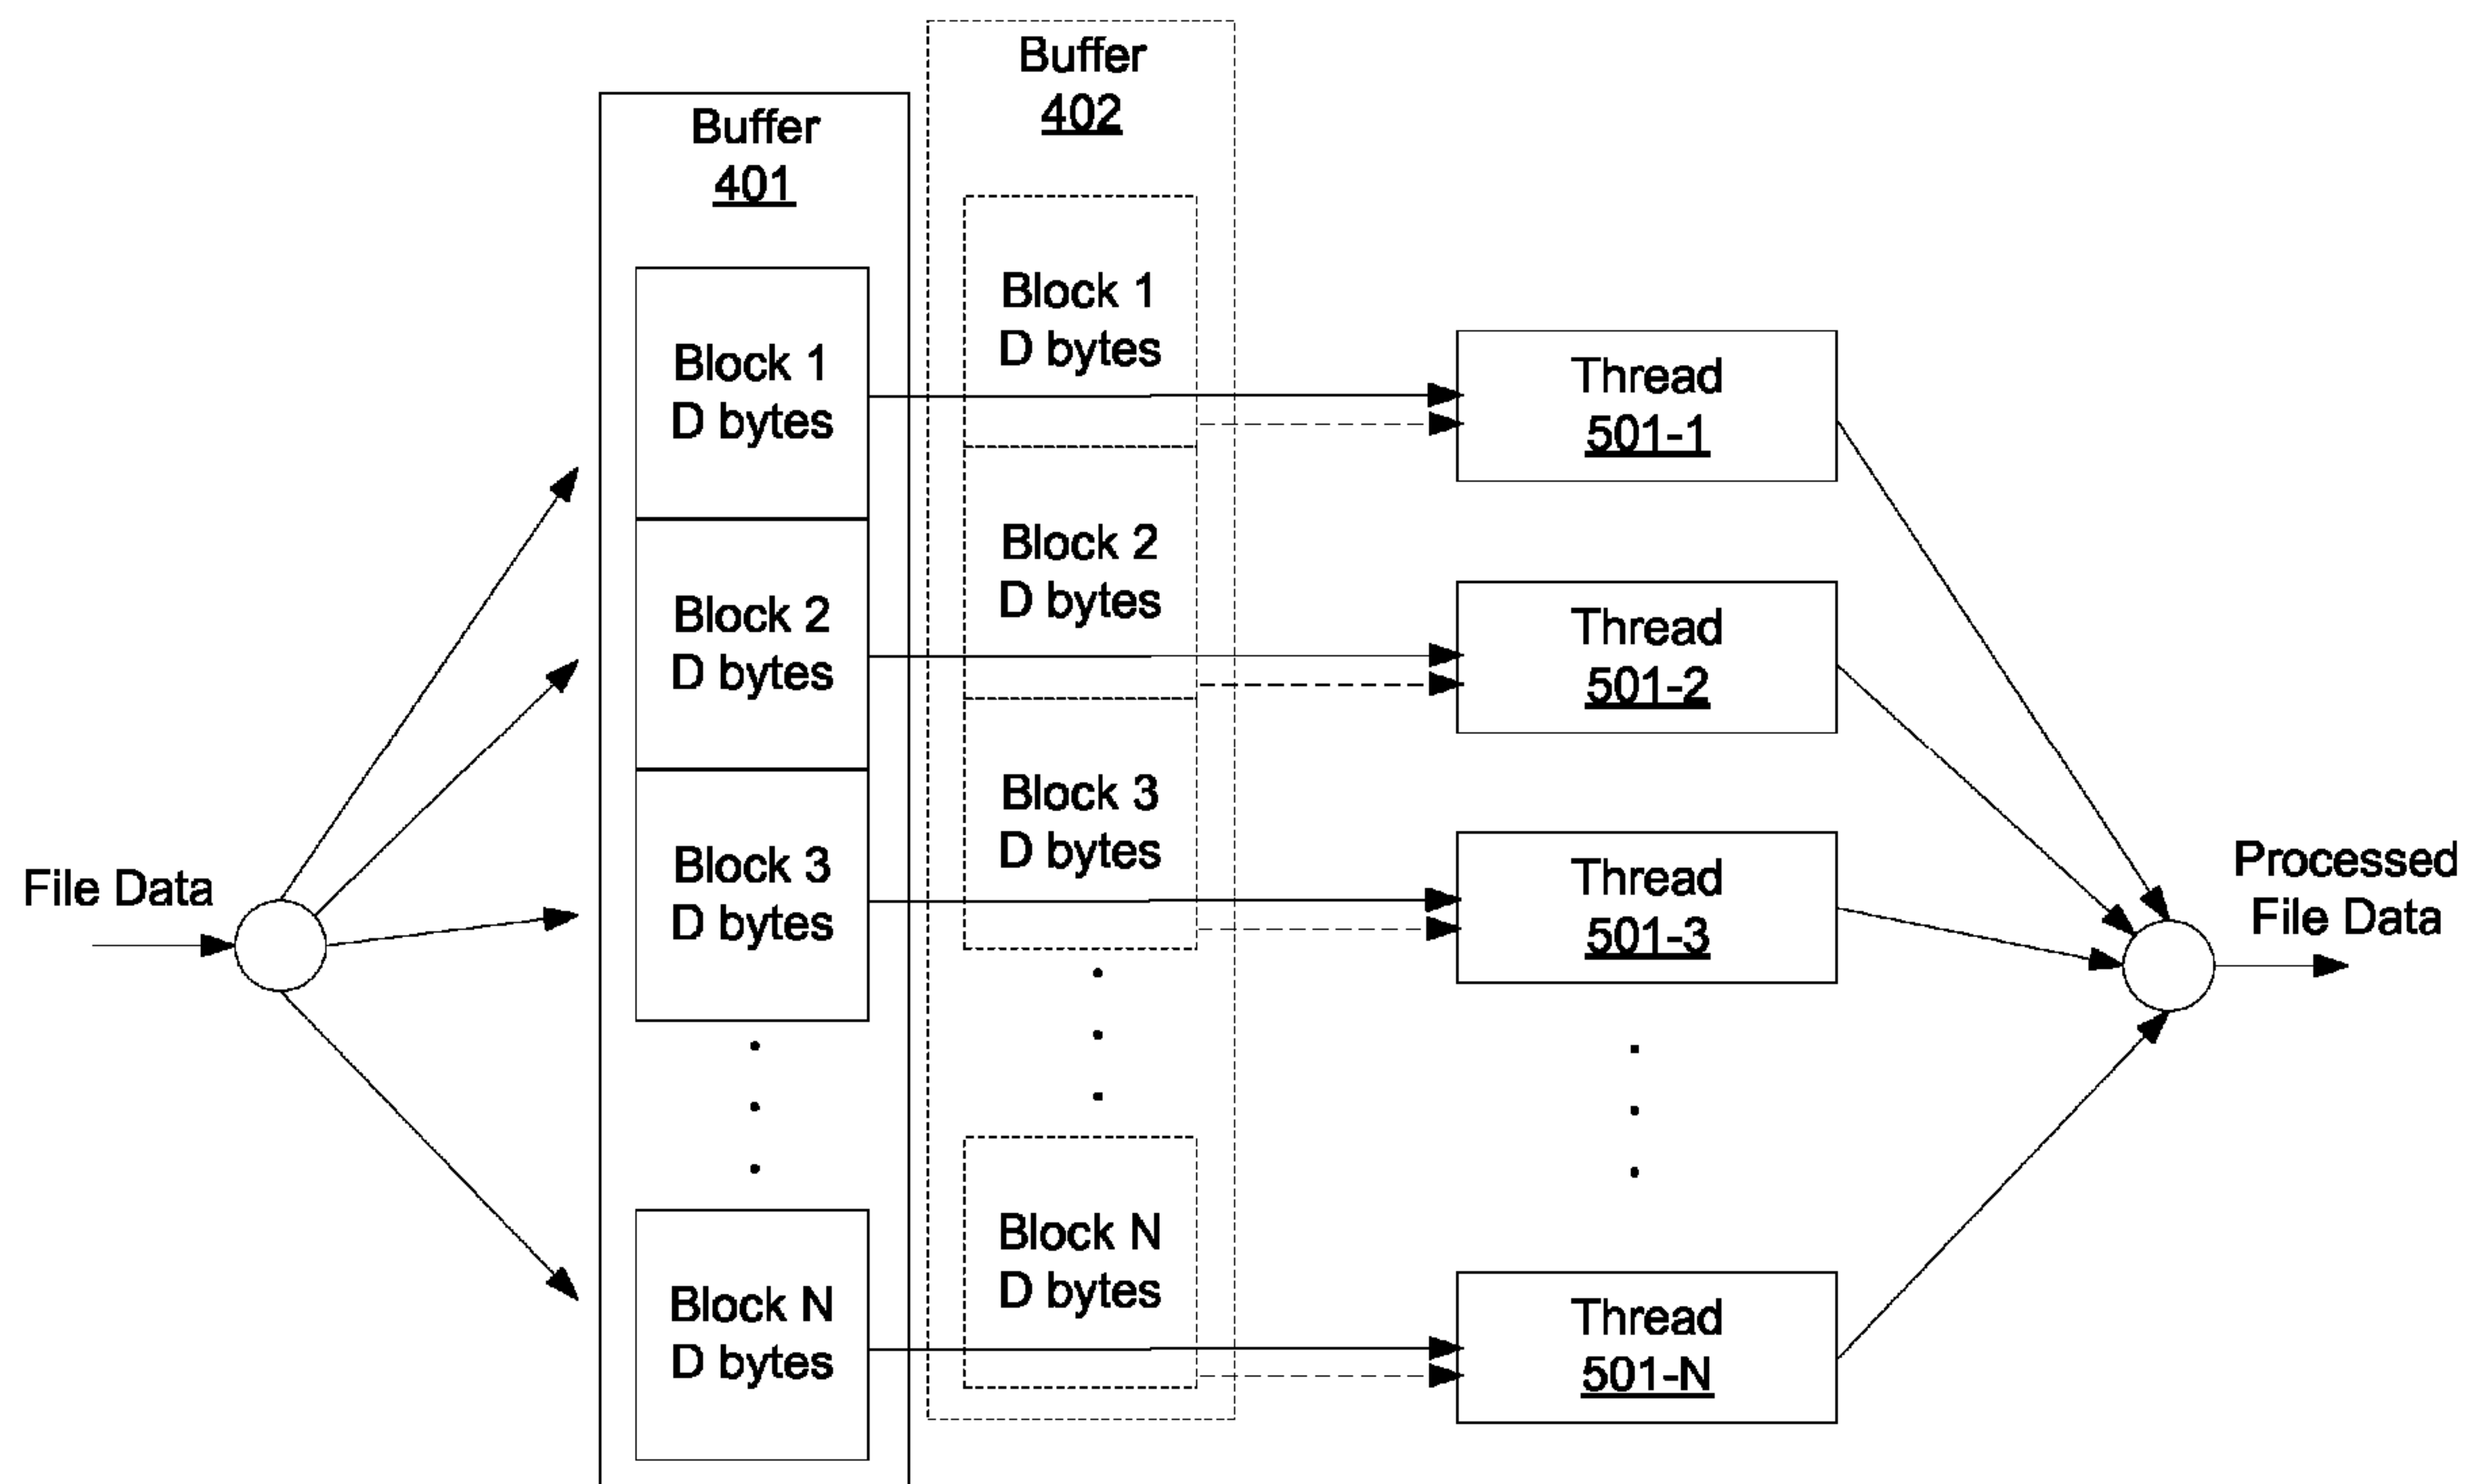 File Data
Buffer
401
Block 1
D bytes
Block 2
D bytes
Block 3
D bytes
Block N
D bytes
Buffer
402
Block 1
D bytes
Block 2
D bytes
Block 3
D bytes
Block N
D bytes
Thread
501-1
Thread
501-2
Thread
501-3
Thread
501-N
Processed
File Data